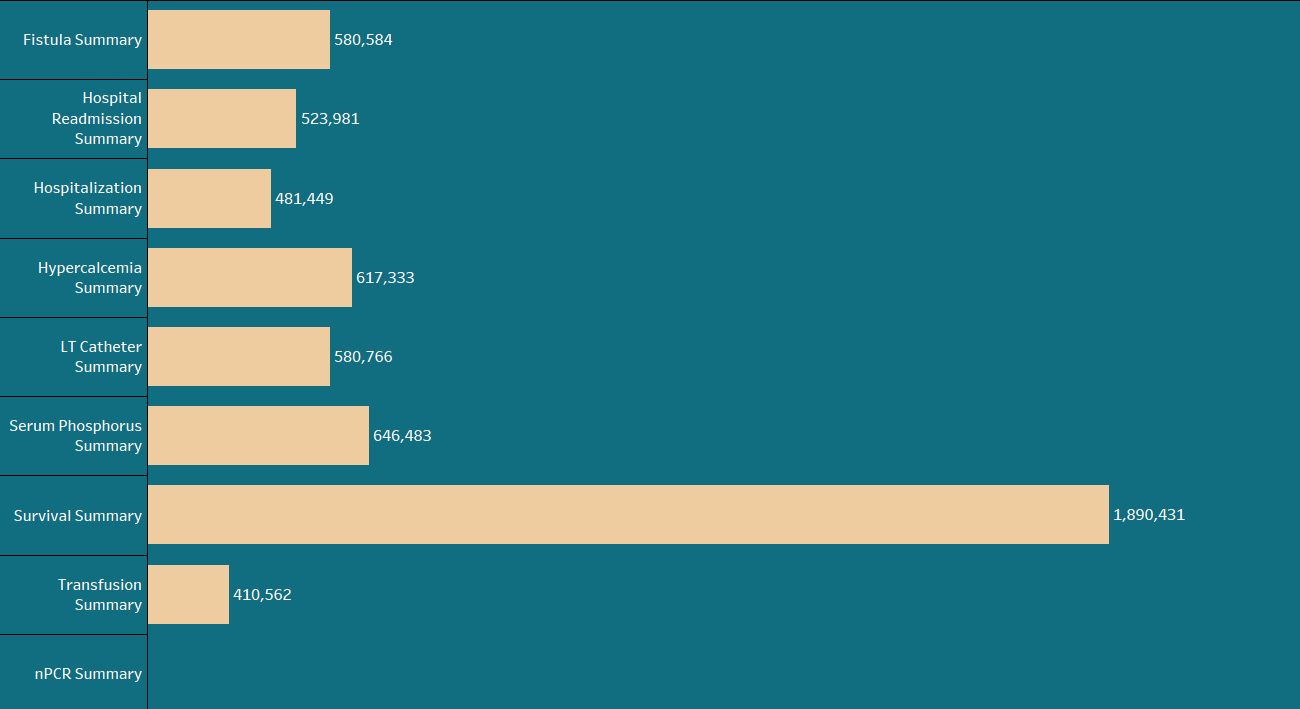 Fistula Summary
580,584
Hospital
Readmission
Summary
523,981
Hospitalization
Summary
481,449
Hypercalcemia
Summary
617,333
LT Catheter
Summary
580,766
Serum Phosphorus
Summary
646,483
Survival Summary
1,890,431
Transfusion
Summary
410,562
nPCR Summary